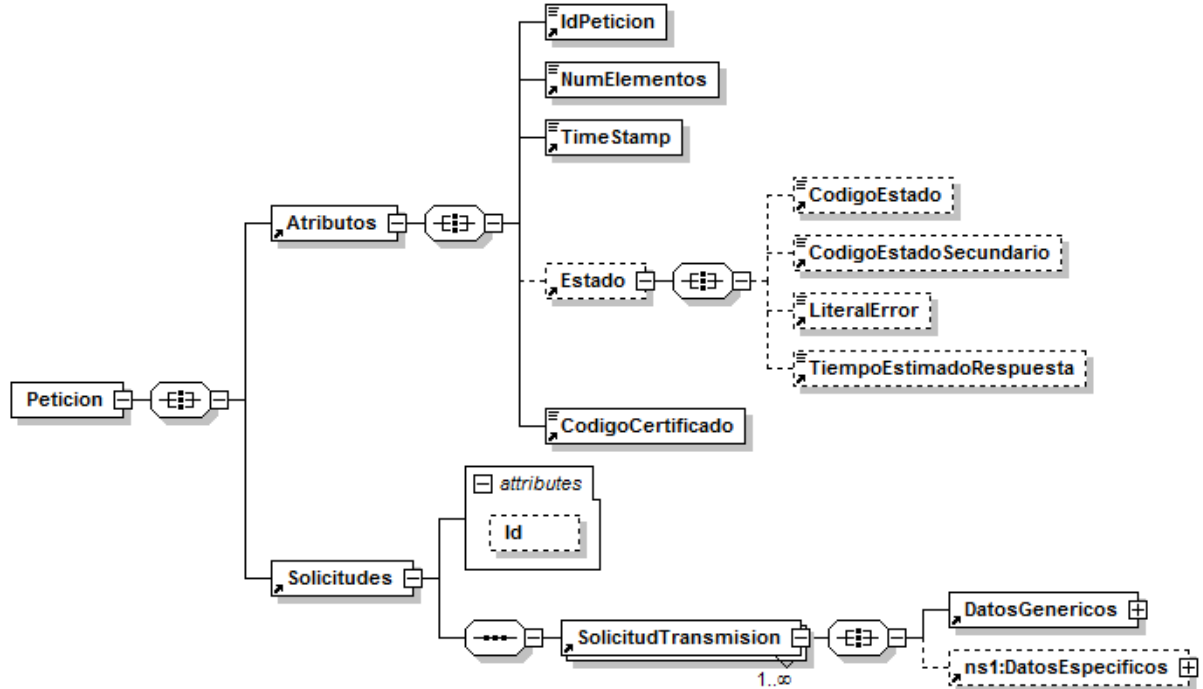 IdPeticion
NumElementos
TimeStamp
Atributos
CodigoEstado
CodigoEstadoSecundario
Estado
LiteralError
TiempoEstimadoRespuesta
Peticion
CodigoCertificado
attributes
Id
Solicitudes
SolicitudTransmision
1..∞
DatosGenericos
ns1:DatosEspecificos